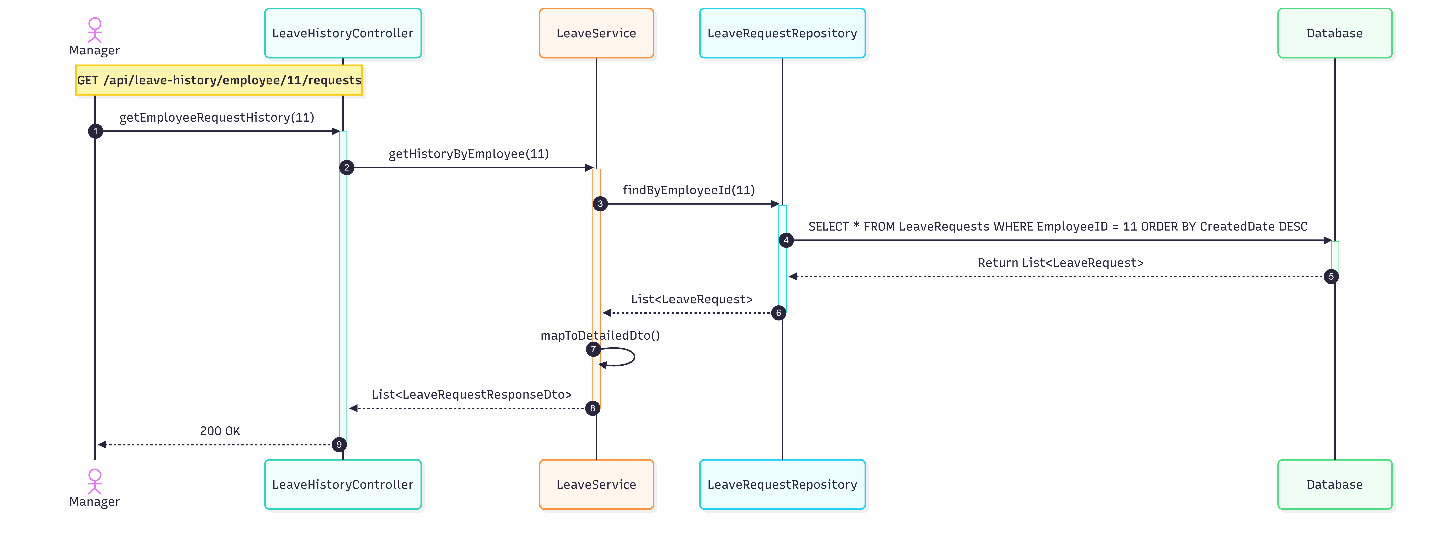 Manager
LeaveHistoryController
LeaveService
LeaveRequestRepository
Database
GET /api/leave-history/employee/11/requests
getEmployeeRequestHistory(11)
1
getHistoryByEmployee(11)
2
findByEmployeeId(11)
3
SELECT * FROM LeaveRequests WHERE EmployeeID = 11 ORDER BY CreatedDate DESC
4
Return List<LeaveRequest>
5
List<LeaveRequest>
6
mapToDetailedDto()
7
List<LeaveRequestResponseDto>
8
200 OK
9
Manager
LeaveHistoryController
LeaveService
LeaveRequestRepository
Database